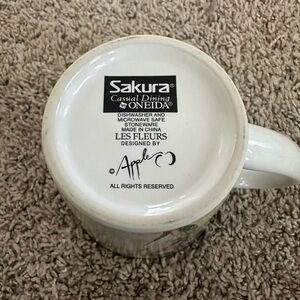 Sakura®
Casual Dining
ONEIDA®
DISHWASHER AND
MICROWAVE SAFE
STONEWARE
MADE IN CHINA
LES FLEURS
DESIGNED BY
© Apple
ALL RIGHTS RESERVED